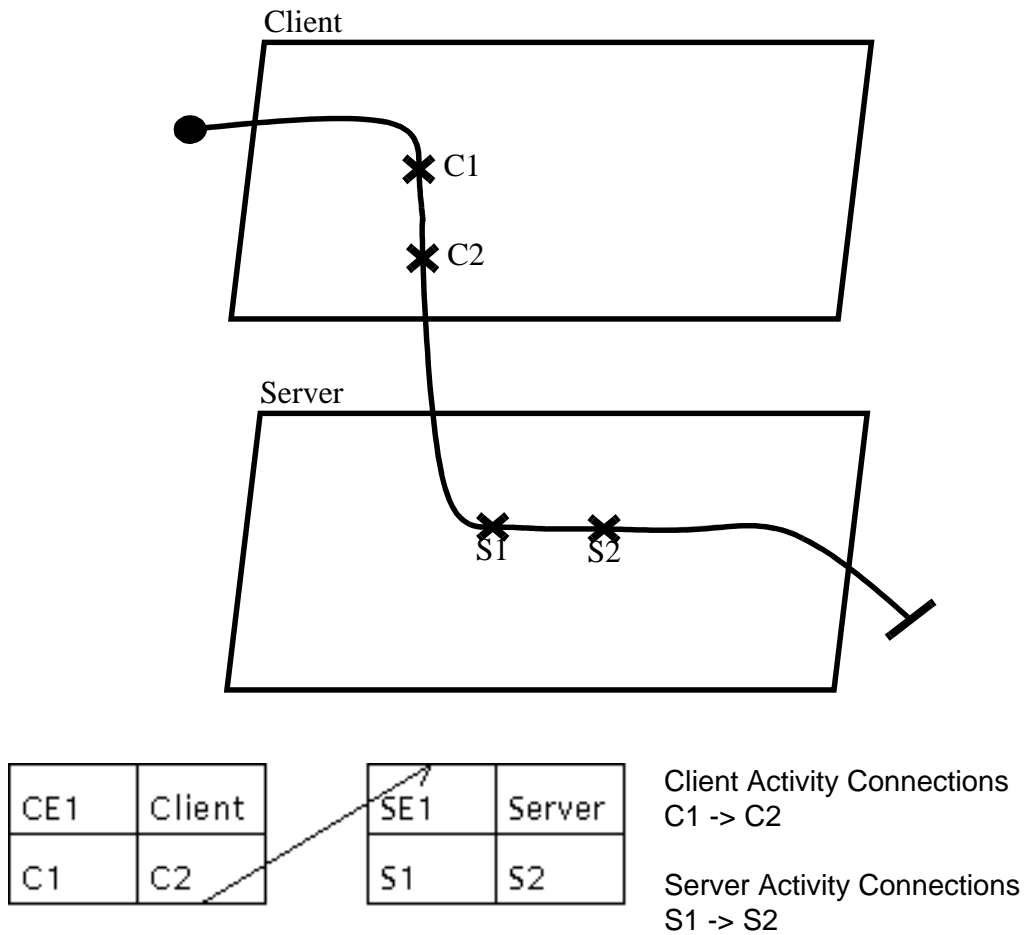 Client
C1
C2
Server
S1 S2
CE1 Client
C1 C2
SE1 Server
S1 S2
Client Activity Connections
C1 -> C2
Server Activity Connections
S1 -> S2